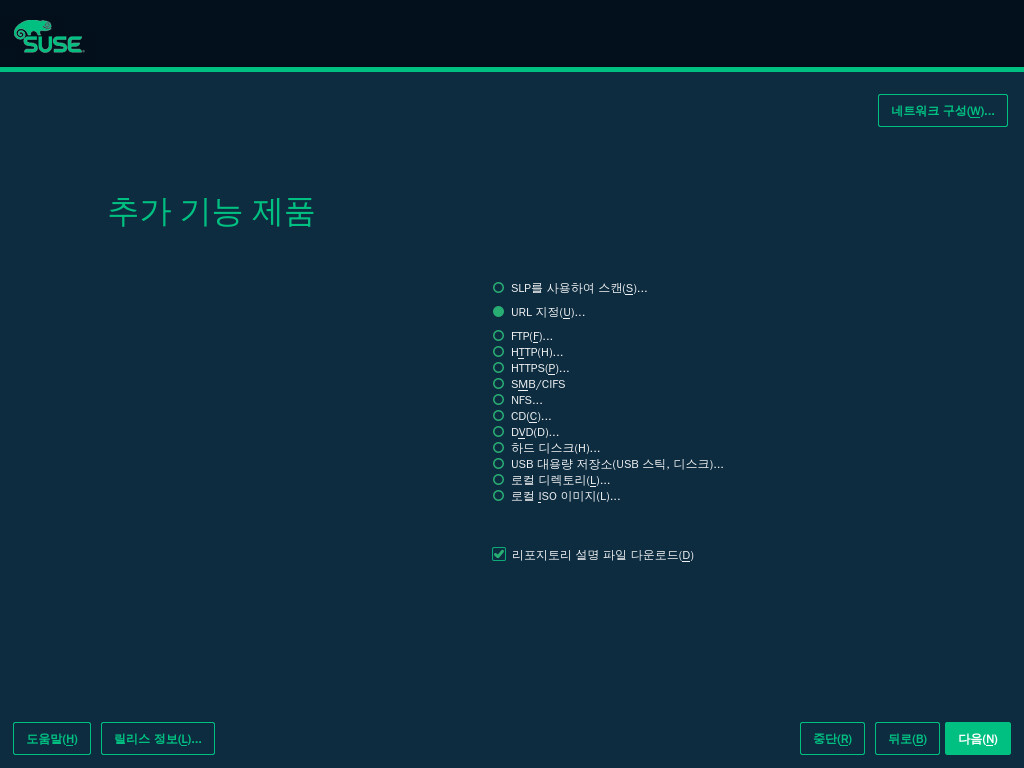 SUSE
네트워크 구성(W)...
추가 기능 제품
SLP를 사용하여 스캔(S)...
URL 지정(U)...
FTP(F)...
HTTP(H)...
HTTPS(P)...
SMB/CIFS
NFS...
CD(C)...
DVD(D)...
하드 디스크(H)...
USB 대용량 저장소(USB 스틱, 디스크)...
로컬 디렉토리(L)...
로컬 ISO 이미지(L)...
리포지토리 설명 파일 다운로드(D)
도움말(H)
릴리스 정보(L)...
중단(R)
뒤로(B)
다음(N)